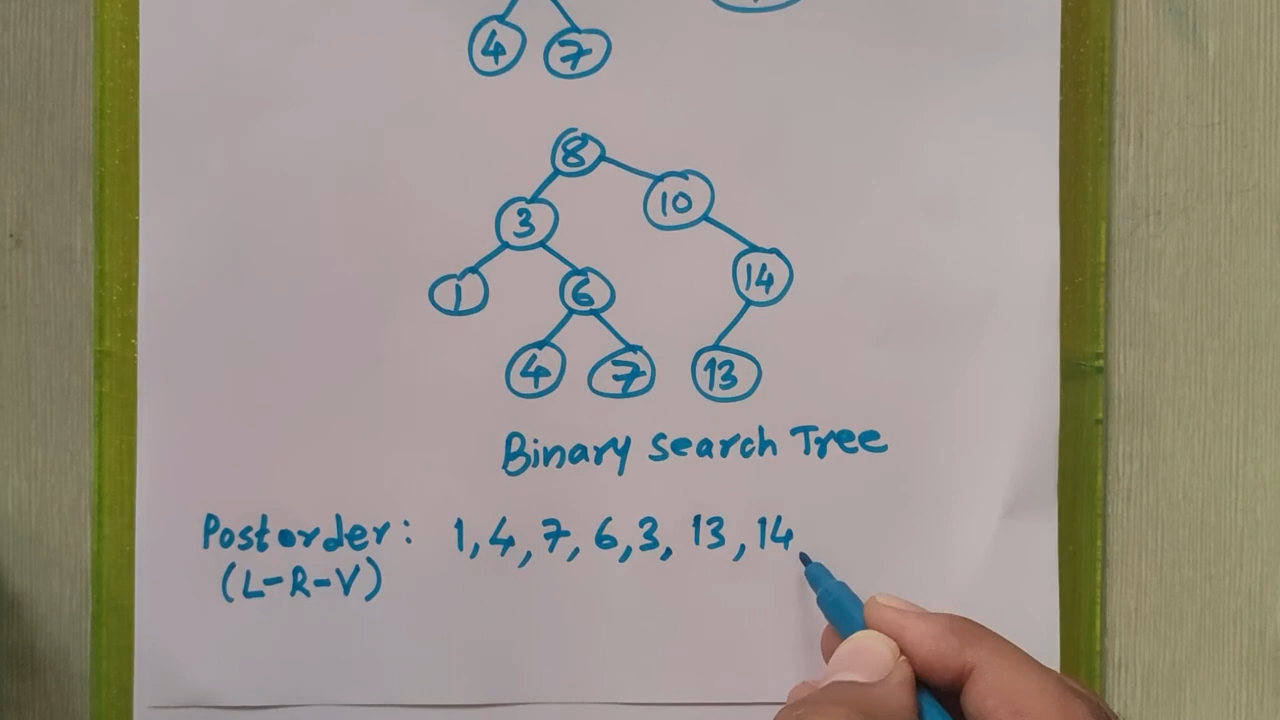 4 7
8
10
3
14
1 6
4 7 13
Binary Search Tree
Postorder: 1, 4, 7, 6, 3, 13, 14
(L-R-V)